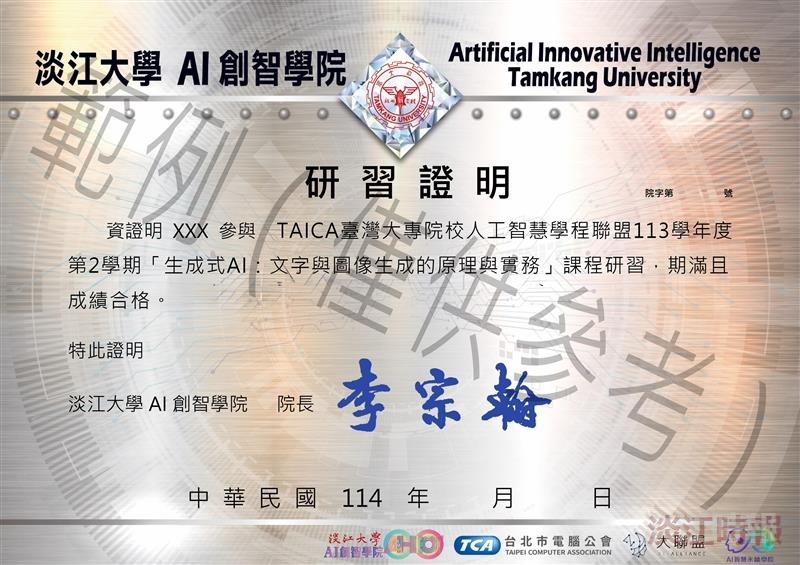 淡江大學 AI 創智學院
Artificial Innovative Intelligence
Tamkang University
TAMKANG UNIVERSITY
範例(僅供參考)
研習證明
院字第 號
資證明 XXX 參與 TAICA臺灣大專院校人工智慧學程聯盟113學年度
第2學期「生成式AI：文字與圖像生成的原理與實務」課程研習，期滿且
成績合格。
特此證明
淡江大學 AI 創智學院 院長 李宗翰
中華民國 114 年 月 日
淡江時報
淡江大學
AI創智學院
TCA 台北市電腦公會
TAIPEI COMPUTER ASSOCIATION
大聯盟
ALLIANCE
AI智慧永續學院